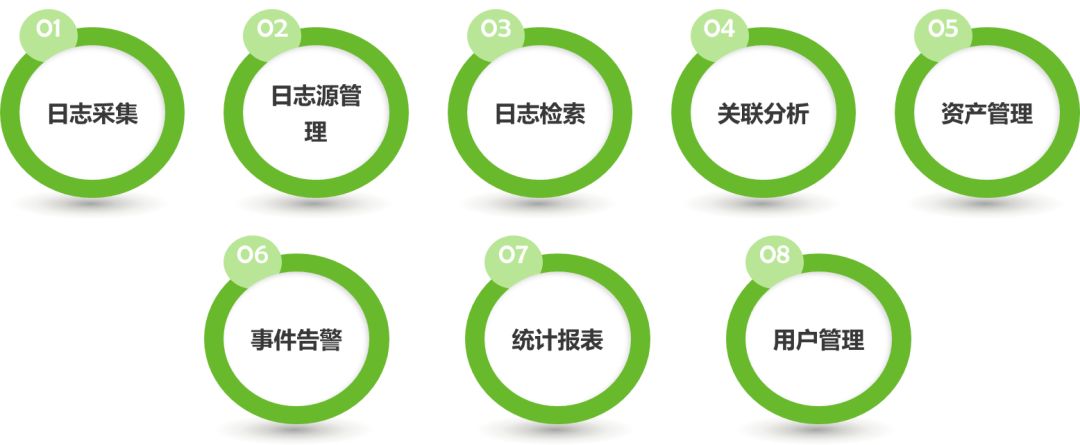 01
日志采集
02
日志源管
理
03
日志检索
04
关联分析
05
资产管理
06
事件告警
07
统计报表
08
用户管理